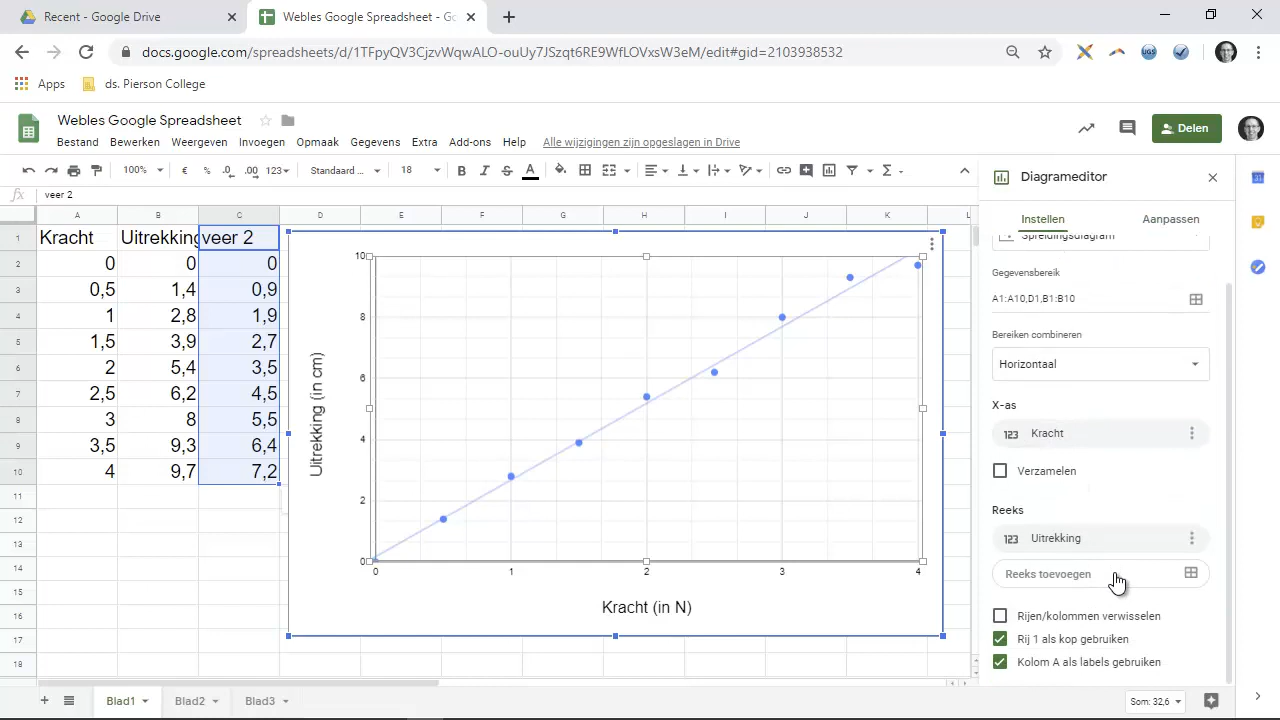 Recent - Google Drive
Webles Google Spreadsheet - Go
docs.google.com/spreadsheets/d/1TFpyQV3CjzvWqwALO-ouUy7JSzqt6RE9WfLOVxsW3eM/edit#gid=2103938532
Apps ds. Pierson College
Webles Google Spreadsheet
Bestand Bewerken Weergeven Invoegen Opmaak Gegevens Extra Add-ons Help Alle wijzigingen zijn opgeslagen in Drive
Delen
100% € % .0 .00 123 Standaard ... 18 B I S A
fx veer 2
A B C D E F G H I J K L
1 Kracht Uitrekking veer 2
2 0 0 0
3 0,5 1,4 0,9
4 1 2,8 1,9
5 1,5 3,9 2,7
6 2 5,4 3,5
7 2,5 6,2 4,5
8 3 8 5,5
9 3,5 9,3 6,4
10 4 9,7 7,2
11
12
13
14
15
16
17
18
10
8
6
4
2
0
Uitrekking (in cm)
0 1 2 3 4
Kracht (in N)
Diagrameditor
Instellen Aanpassen
Spreidingsdiagram
Gegevensbereik
A1:A10,D1,B1:B10
Bereiken combineren
Horizontaal
X-as
123 Kracht
Verzamelen
Reeks
123 Uitrekking
Reeks toevoegen
Rijen/kolommen verwisselen
Rij 1 als kop gebruiken
Kolom A als labels gebruiken
Blad1 Blad2 Blad3
Som: 32,6